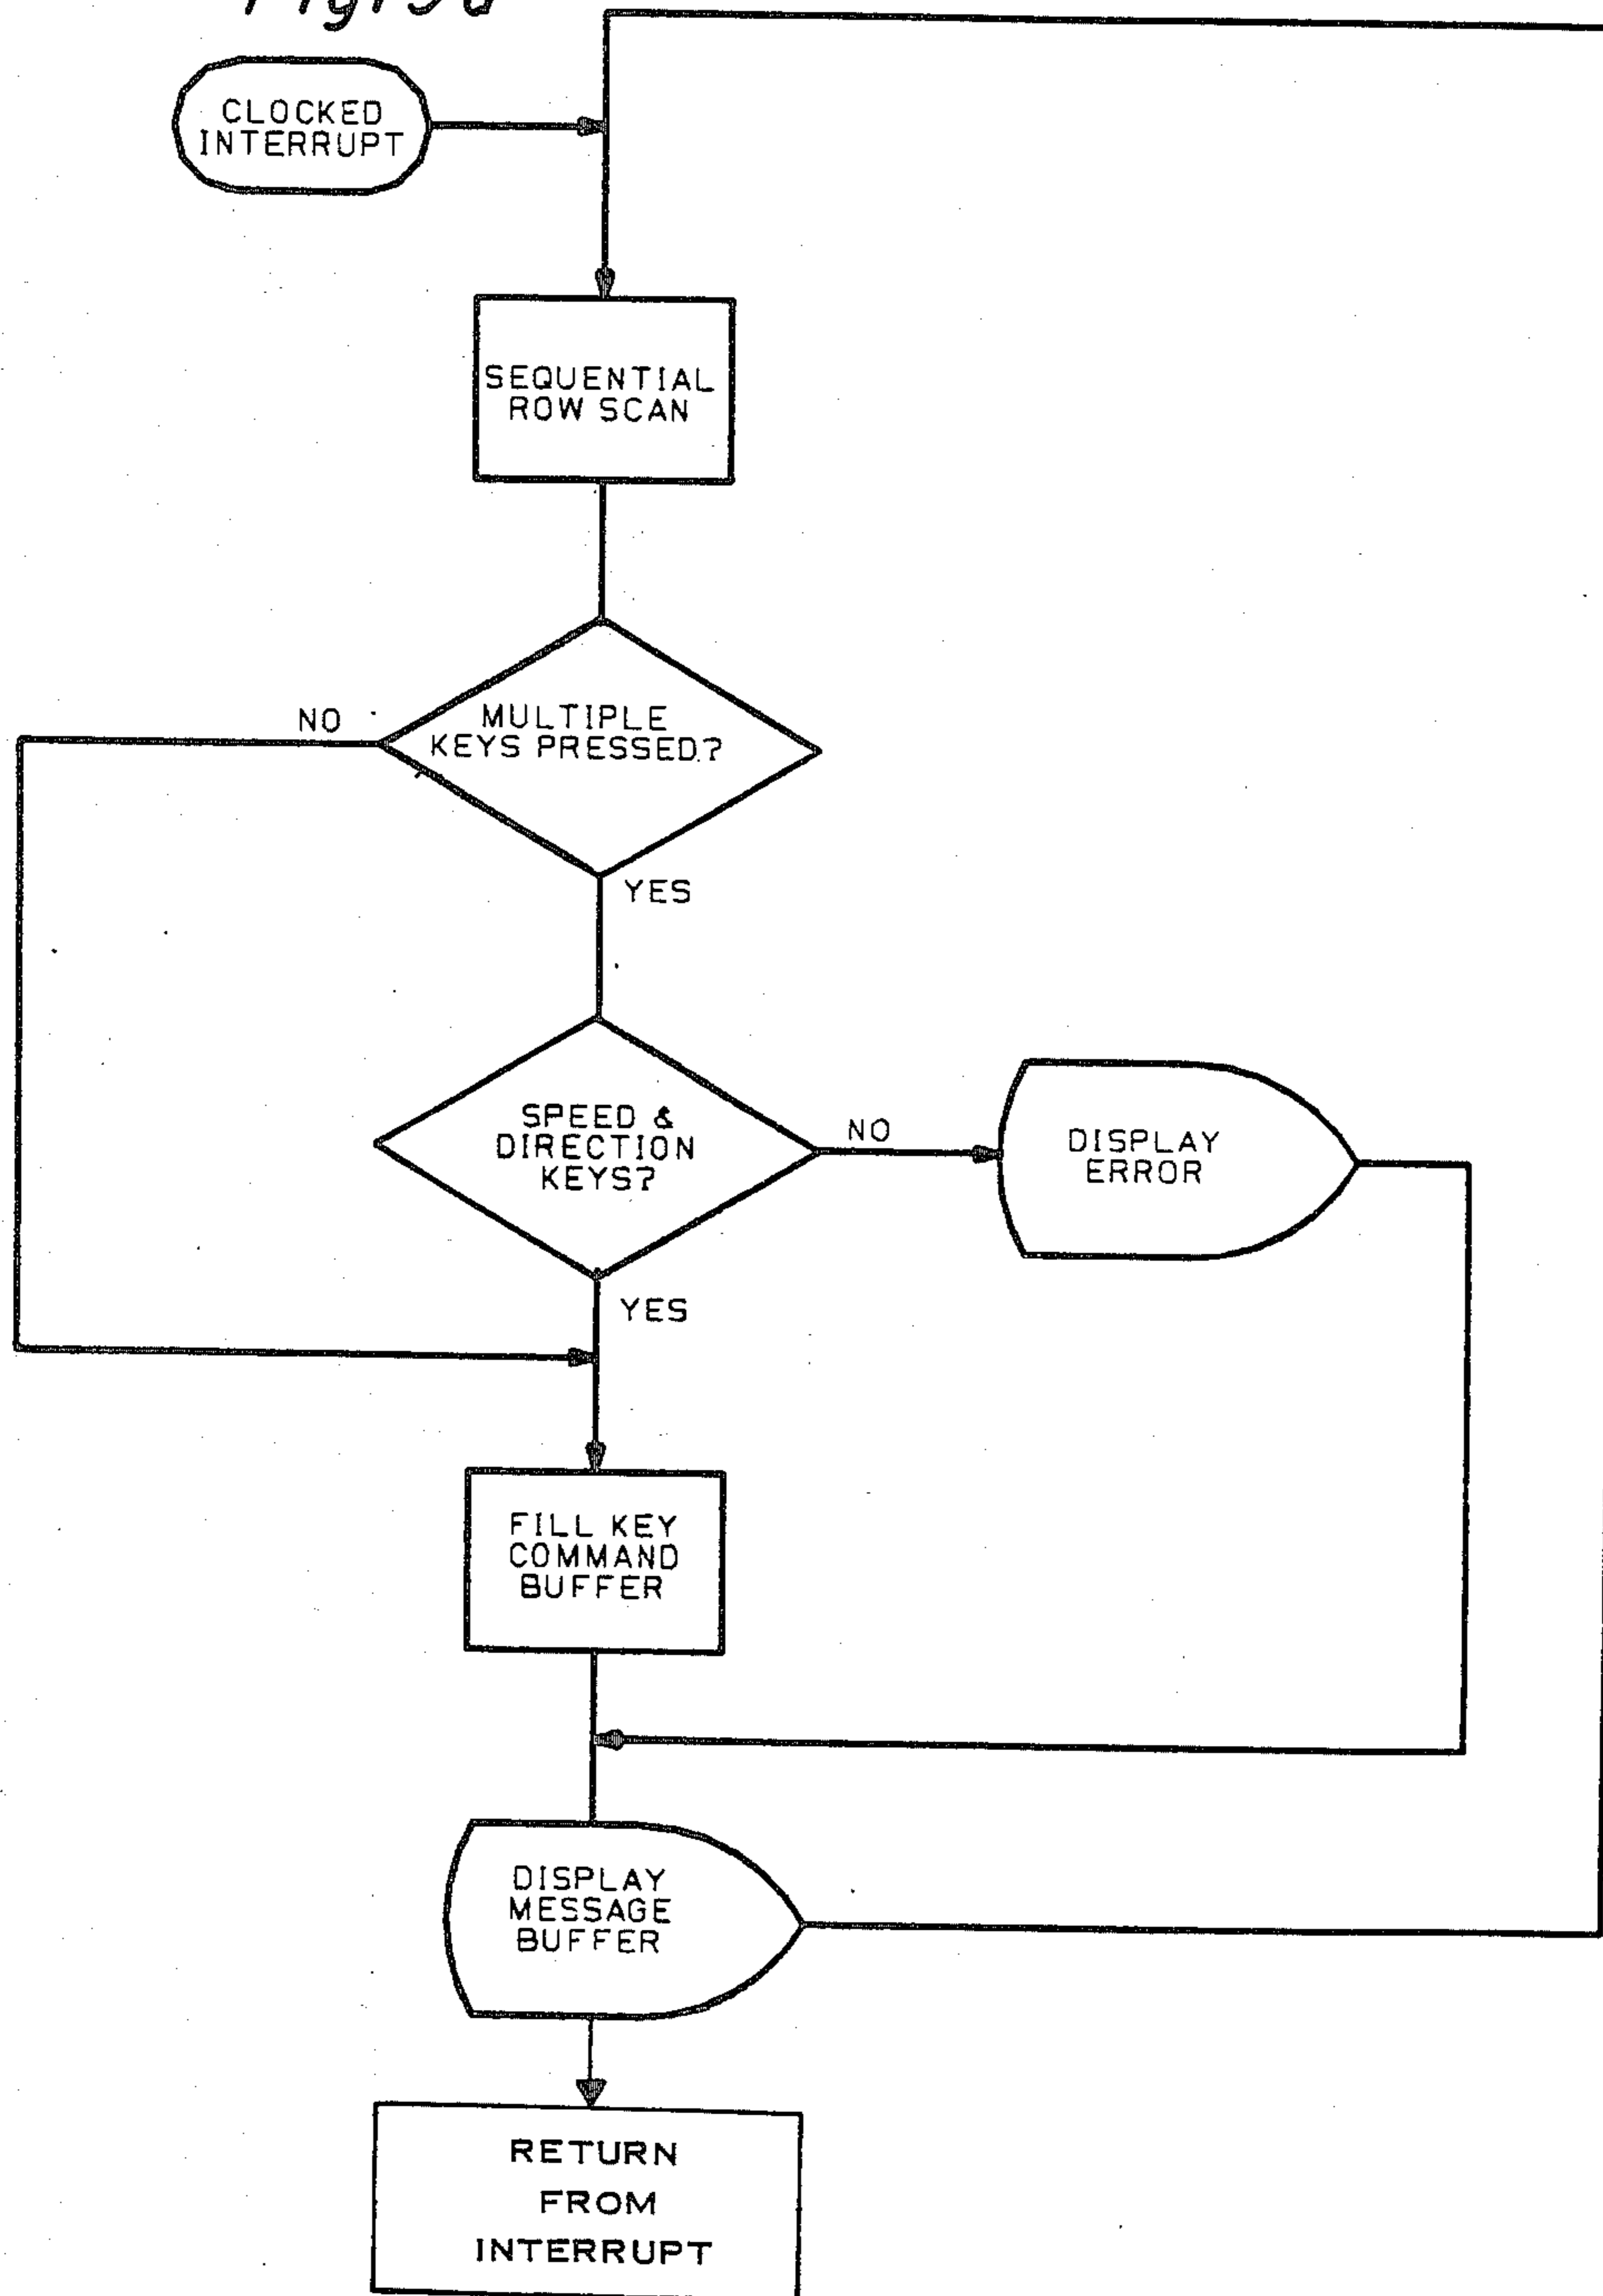 CLOCKED
INTERRUPT
SEQUENTIAL
ROW SCAN
MULTIPLE
KEYS PRESSED?
NO
YES
SPEED &
DIRECTION
KEYS?
NO
DISPLAY
ERROR
YES
FILL KEY
COMMAND
BUFFER
DISPLAY
MESSAGE
BUFFER
RETURN
FROM
INTERRUPT